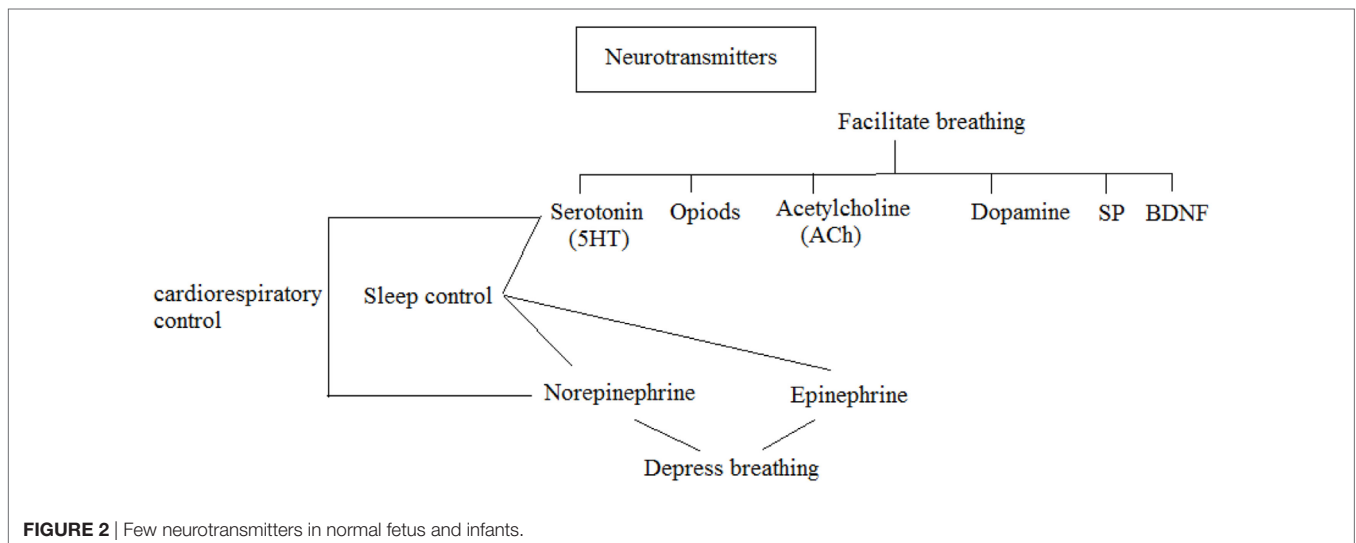 Neurotransmitters
Facilitate breathing
Serotonin
(5HT)
Opiods
Acetylcholine
(ACh)
Dopamine
SP
BDNF
cardiorespiratory
control
Sleep control
Norepinephrine
Epinephrine
Depress breathing
FIGURE 2 | Few neurotransmitters in normal fetus and infants.